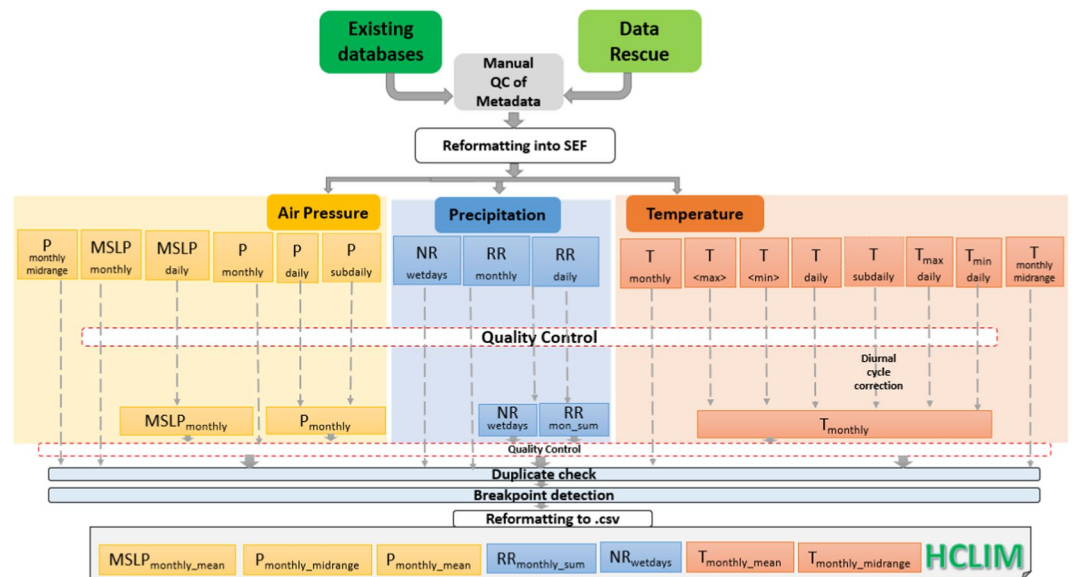 Existing
databases
Data
Rescue
Manual
QC of
Metadata
Reformatting into SEF
Air Pressure
Precipitation
Temperature
P
monthly
midrange
MSLP
monthly
MSLP
daily
P
monthly
P
daily
P
subdaily
NR
wetdays
RR
monthly
RR
daily
T
monthly
T
<max>
T
<min>
T
daily
T
subdaily
Tmax
daily
Tmin
daily
T
monthly
midrange
Quality Control
Diurnal
cycle
correction
MSLPmonthly
Pmonthly
NR
wetdays
RR
mon_sum
Tmonthly
Quality Control
Duplicate check
Breakpoint detection
Reformatting to .csv
MSLPmonthly_mean
Pmonthly_midrange
Pmonthly_mean
RRmonthly_sum
NRwetdays
Tmonthly_mean
Tmonthly_midrange
HCLIM